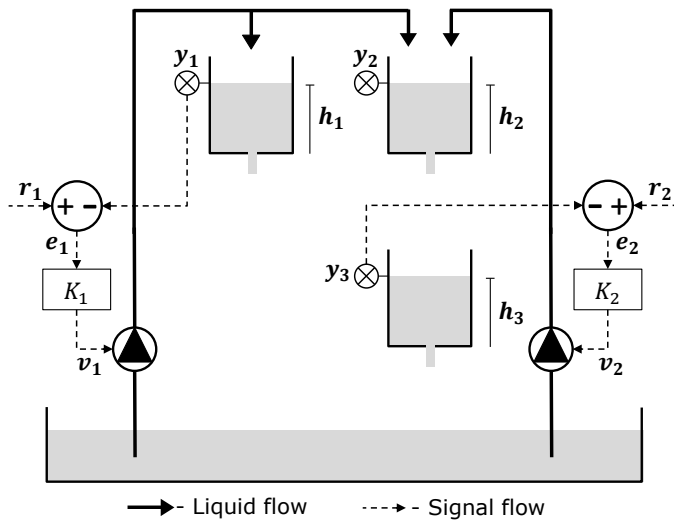 y1 y2
h1 h2
r1 + - - + r2
e1 e2
y3
K1 K2
h3
v1 v2
- Liquid flow - Signal flow